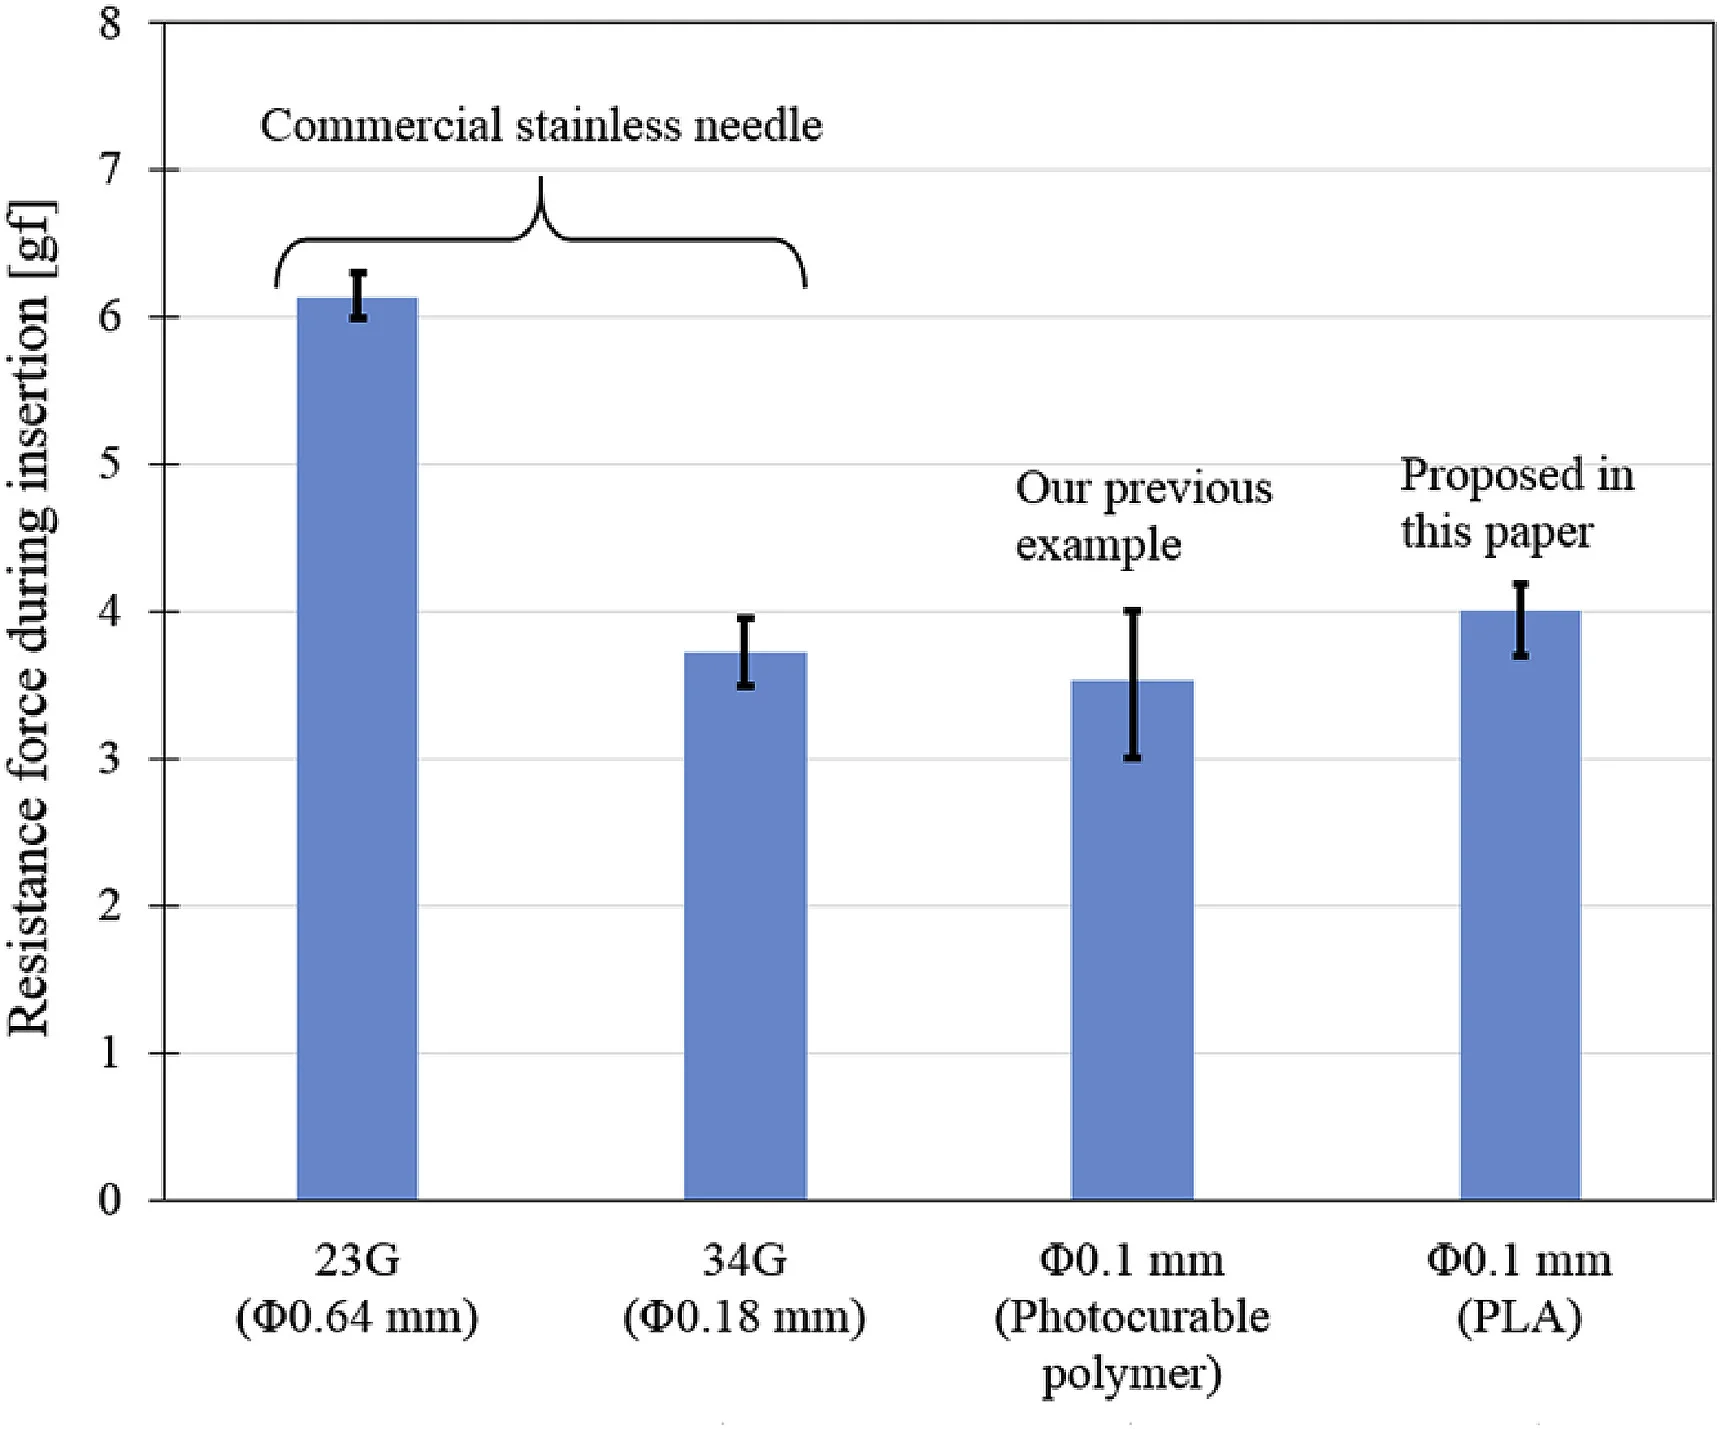 Resistance force during insertion [gf]
8
7
6
5
4
3
2
1
0
Commercial stainless needle
Our previous
example
Proposed in
this paper
23G
(Φ0.64 mm)
34G
(Φ0.18 mm)
Φ0.1 mm
(Photocurable
polymer)
Φ0.1 mm
(PLA)